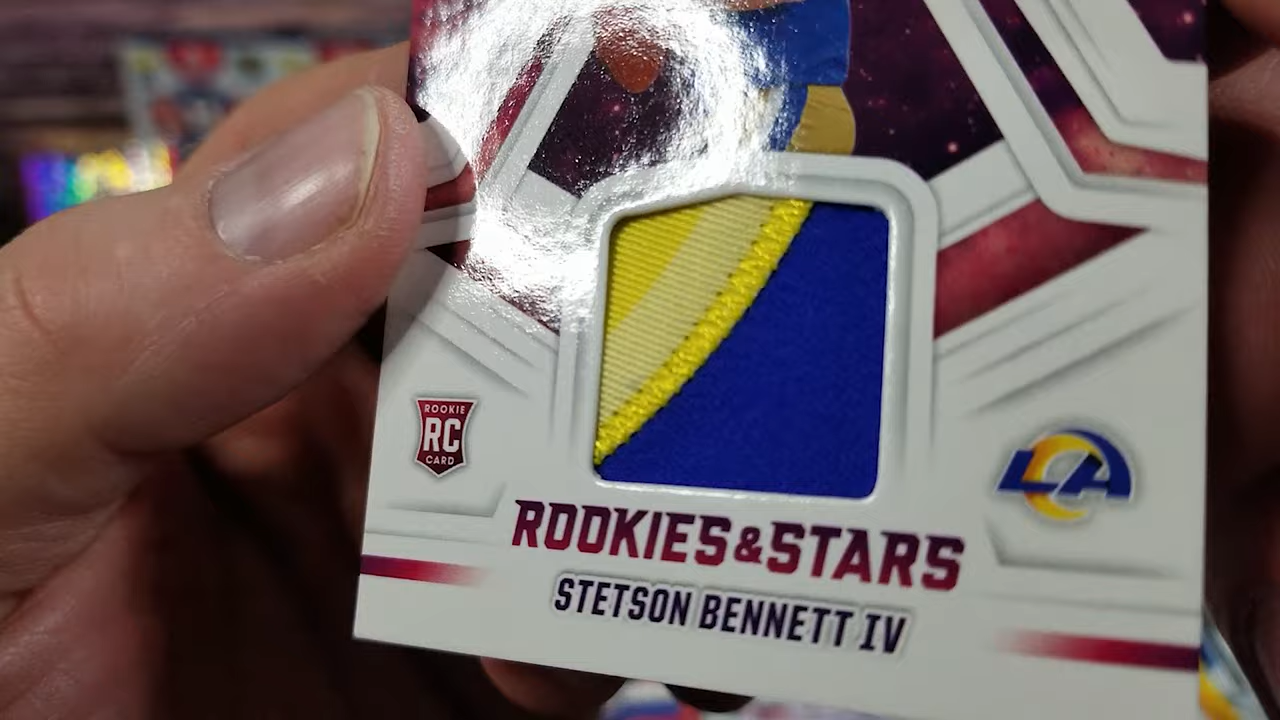 ROOKIE
RC
CARD
LA
ROOKIES&STARS
STETSON BENNETT IV